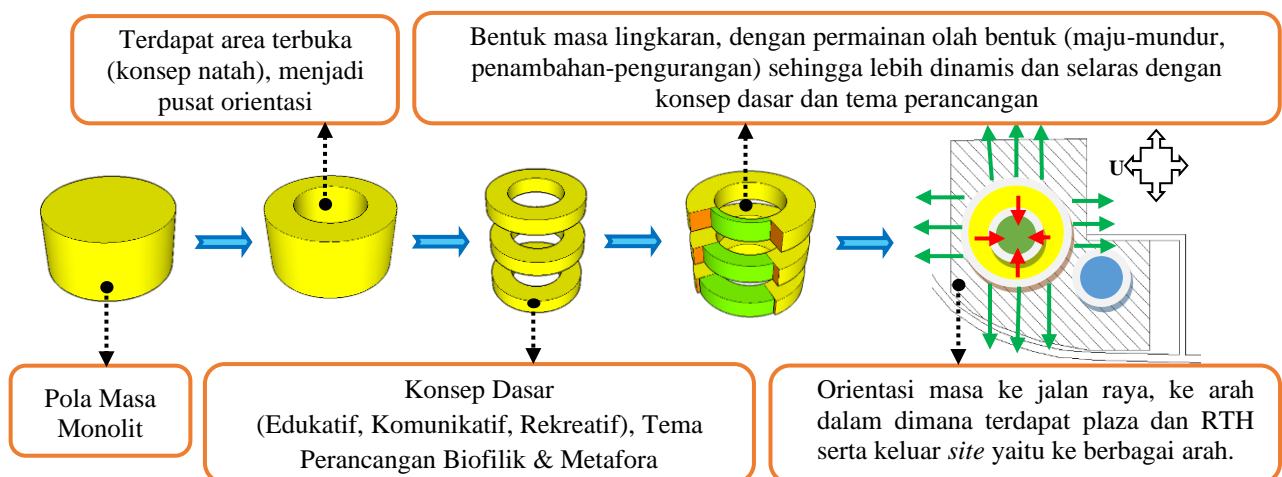 Terdapat area terbuka
(konsep natah), menjadi
pusat orientasi
Bentuk masa lingkaran, dengan permainan olah bentuk (maju-mundur,
penambahan-pengurangan) sehingga lebih dinamis dan selaras dengan
konsep dasar dan tema perancangan
U
Pola Masa
Monolit
Konsep Dasar
(Edukatif, Komunikatif, Rekreatif), Tema
Perancangan Biofilik & Metafora
Orientasi masa ke jalan raya, ke arah
dalam dimana terdapat plaza dan RTH
serta keluar site yaitu ke berbagai arah.